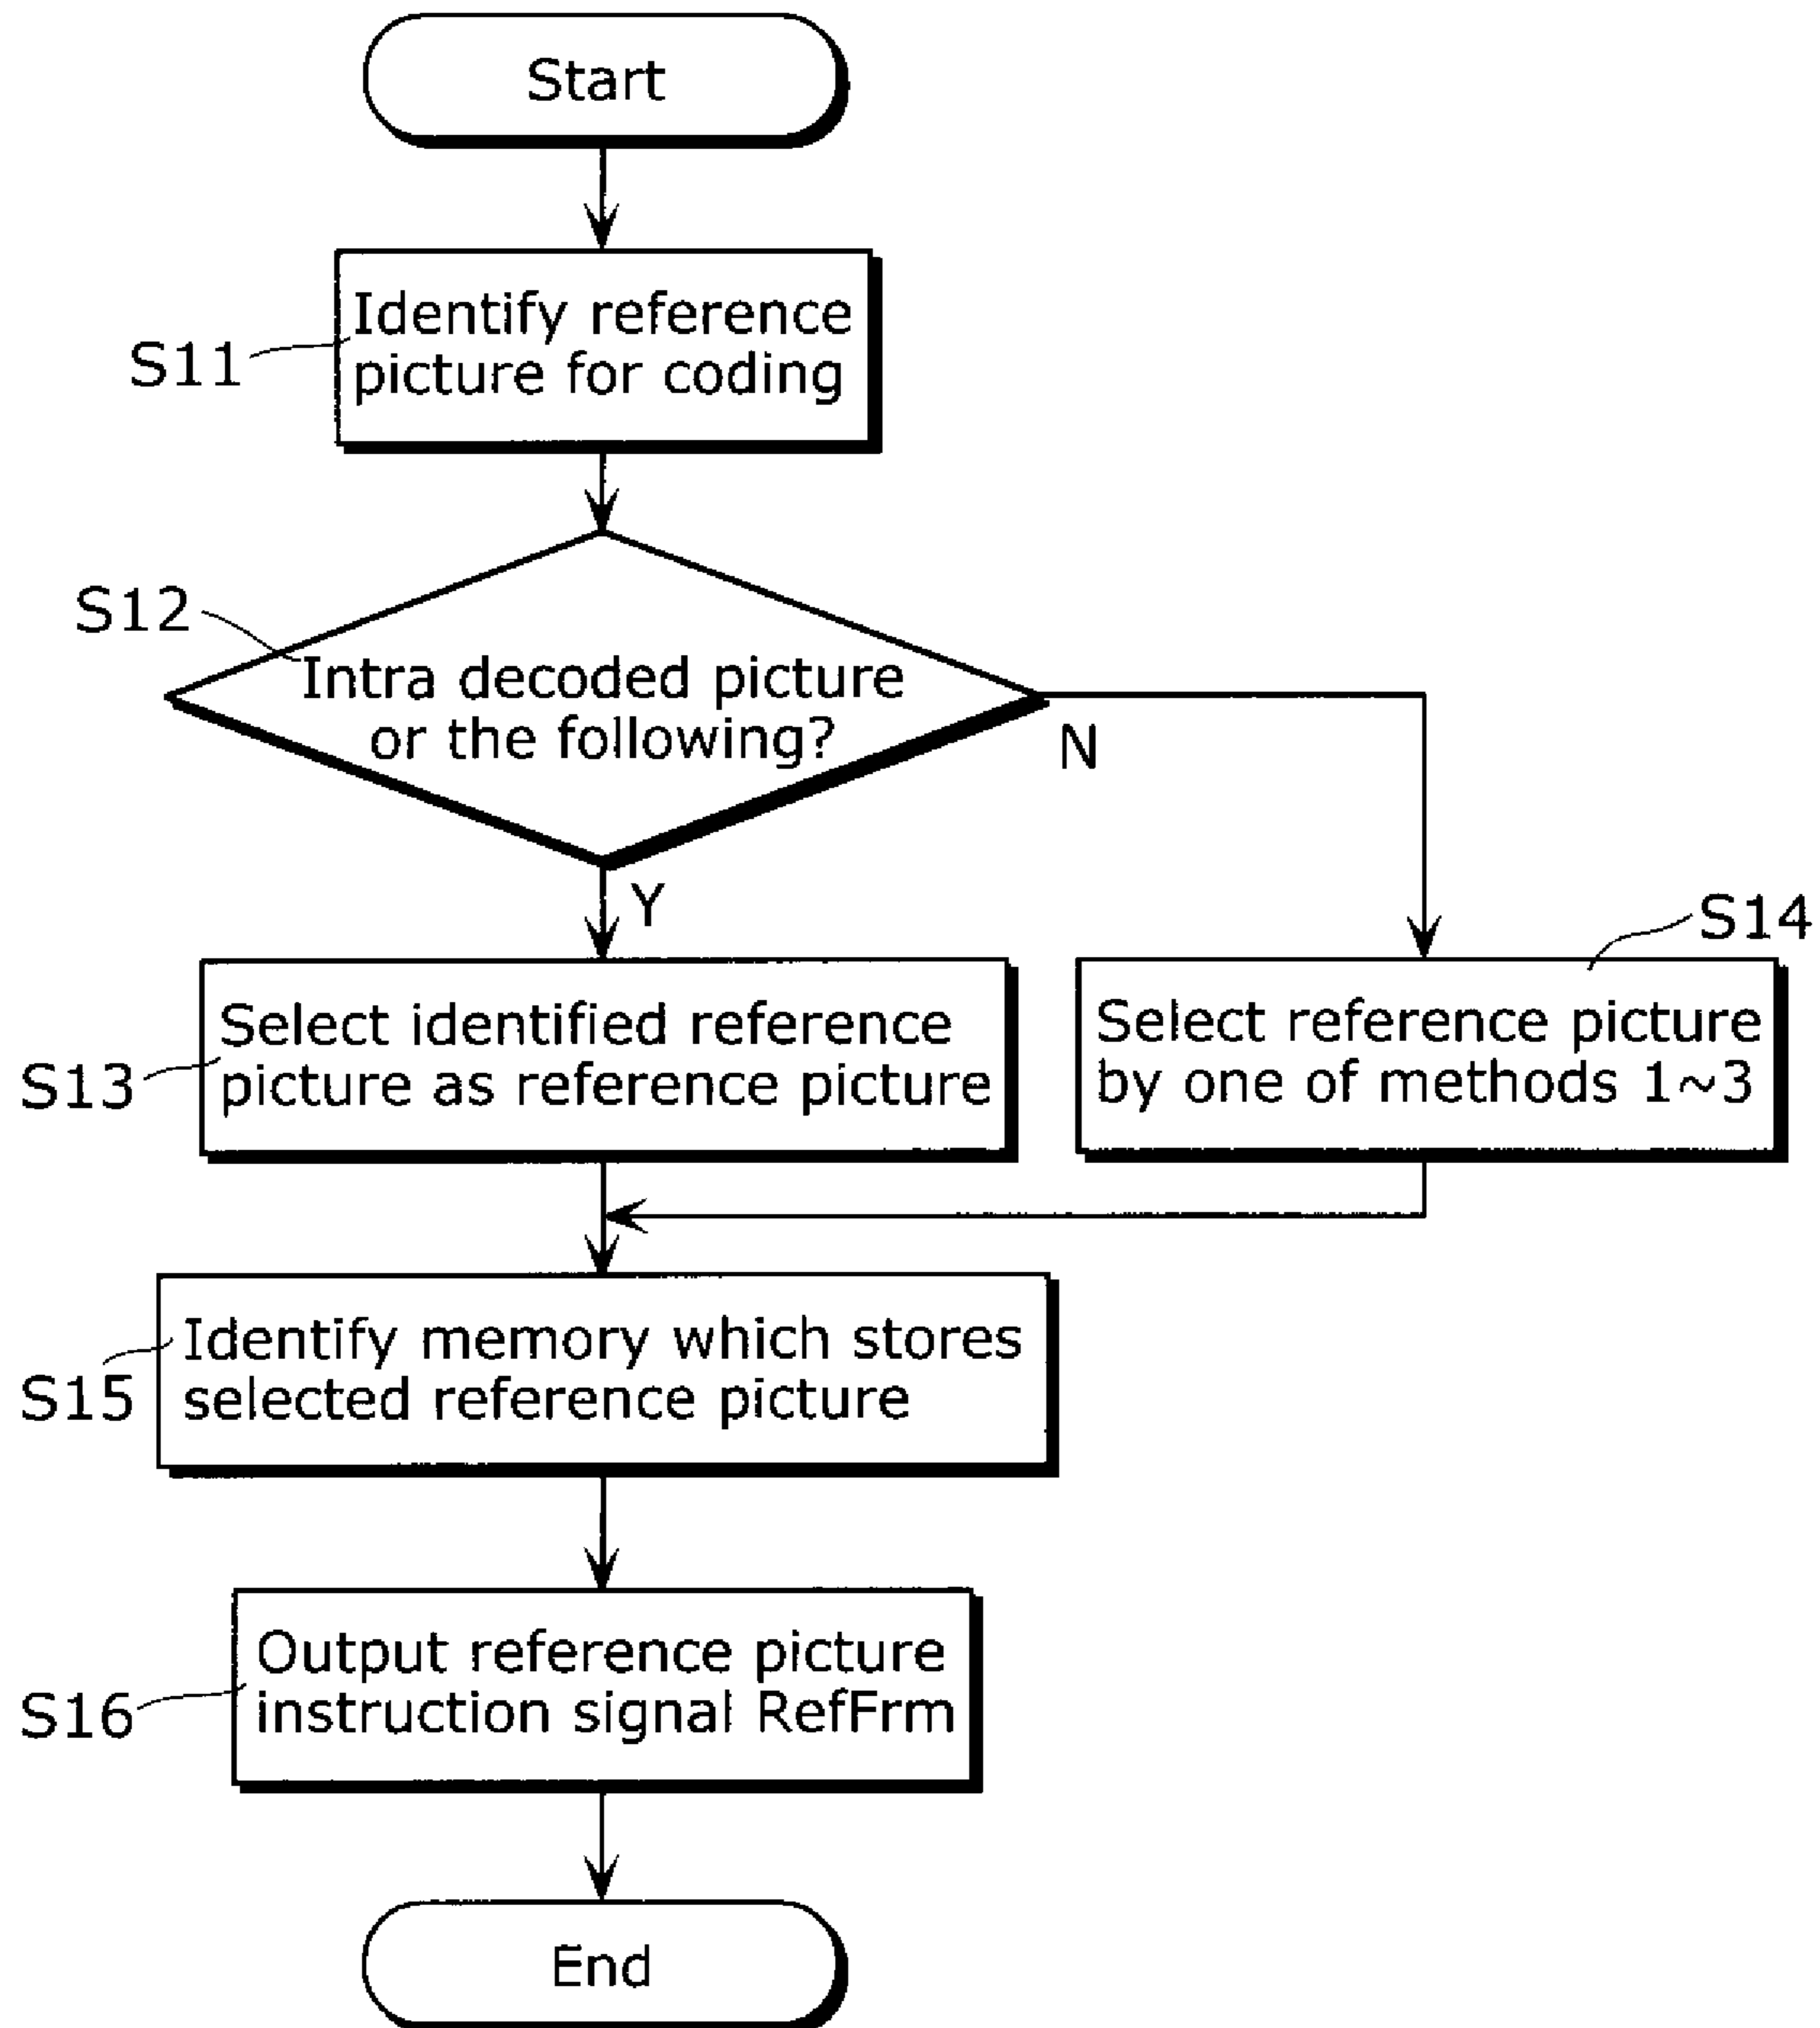 Start
S11
Identify reference
picture for coding
S12
Intra decoded picture
or the following?
N
Y
S13
Select identified reference
picture as reference picture
S14
Select reference picture
by one of methods 1~3
S15
Identify memory which stores
selected reference picture
S16
Output reference picture
instruction signal RefFrm
End